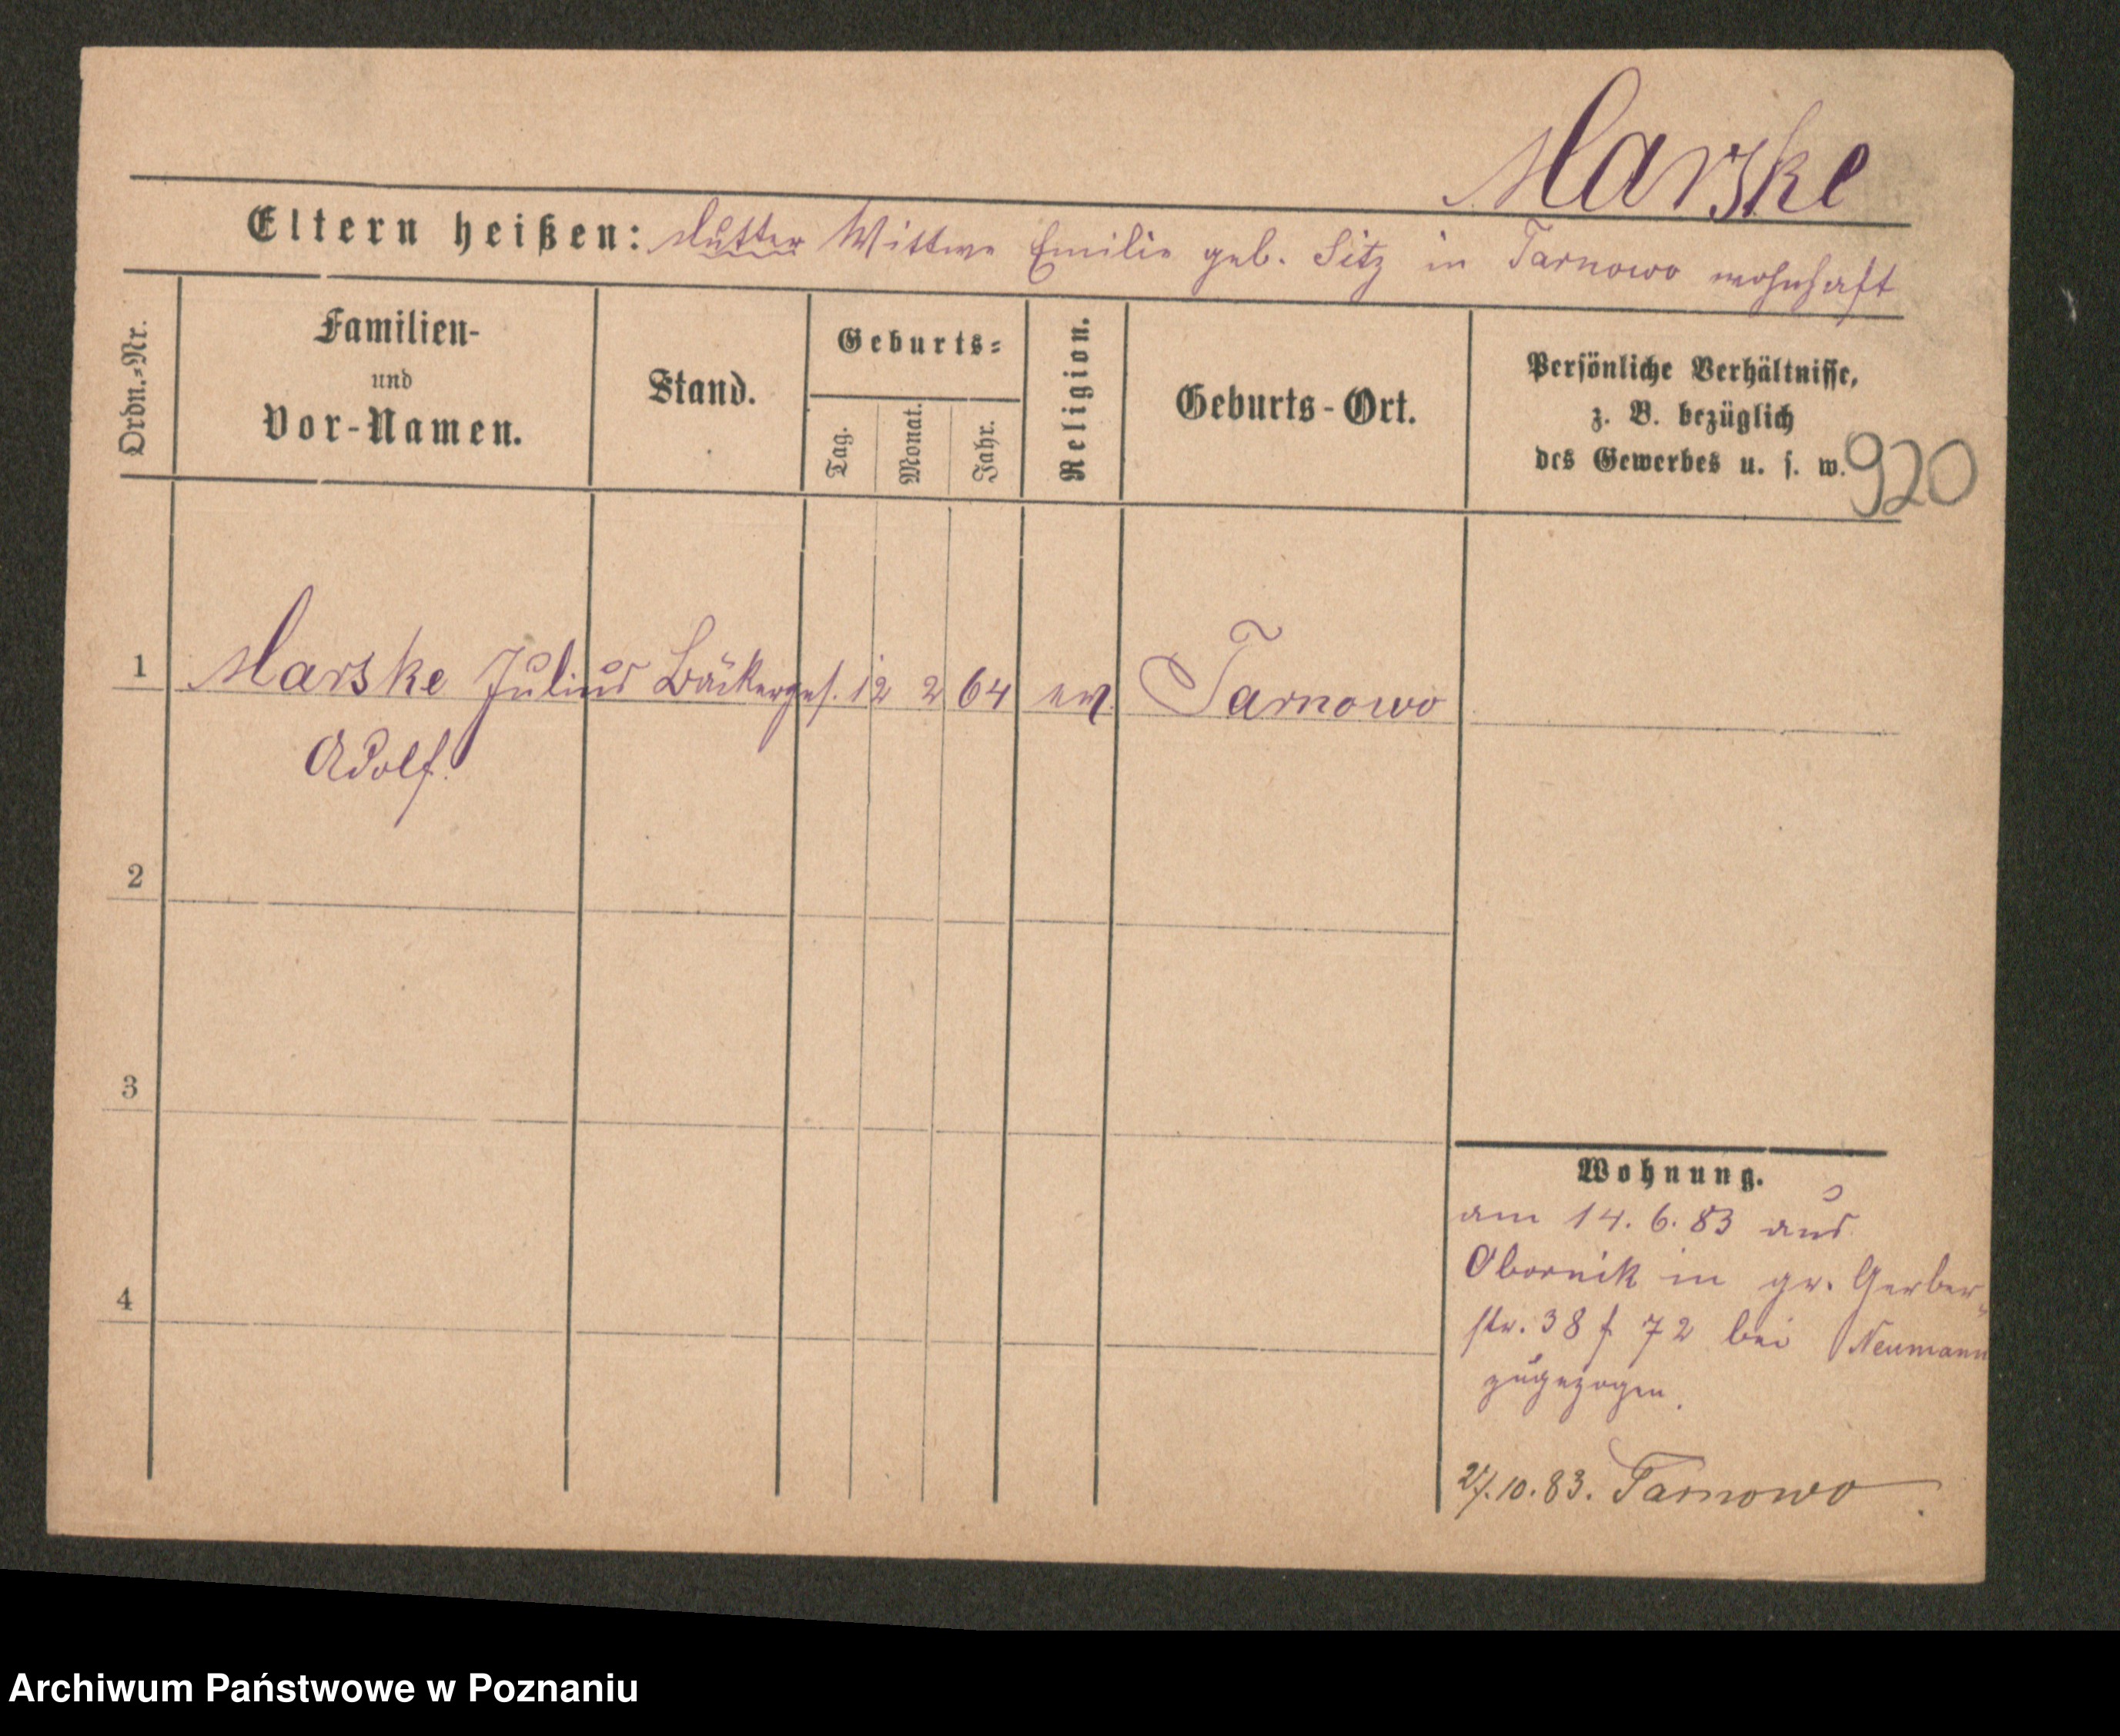 Marske
Eltern heißen: Mutter Wittwe Emilie geb. Sitz in Tarnowo wohnhaft
Ordn.-Nr.
Familien-
und
Vor-Namen.
Stand.
Geburts-
Tag.
Monat.
Jahr.
Religion.
Geburts-Ort.
Persönliche Verhältnisse,
z. B. bezüglich
des Gewerbes u. s. w.
920
1 Marske Julius Bäckerges. 12 2 64 ev. Tarnowo
Adolf.
2
3
4
Wohnung.
am 14. 6. 83 aus
Obornik in gr. Gerber-
str. 38 f 72 bei Neumann
zugezogen.
27.10.83. Tarnowo.
Archiwum Państwowe w Poznaniu